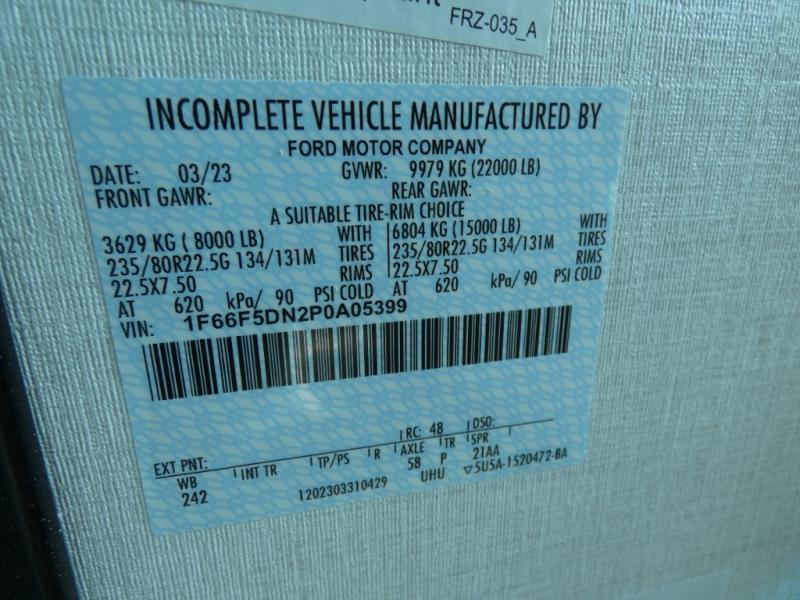 FRZ-035_A
INCOMPLETE VEHICLE MANUFACTURED BY
FORD MOTOR COMPANY
DATE: 03/23 GVWR: 9979 KG (22000 LB)
FRONT GAWR: REAR GAWR:
A SUITABLE TIRE-RIM CHOICE
3629 KG ( 8000 LB) WITH 6804 KG (15000 LB) WITH
235/80R22.5G 134/131M TIRES 235/80R22.5G 134/131M TIRES
22.5X7.50 RIMS 22.5X7.50 RIMS
AT 620 kPa/ 90 PSI COLD AT 620 kPa/ 90 PSI COLD
VIN: 1F66F5DN2P0A05399
RC: 48 DSO:
EXT PNT: INT TR TP/PS R AXLE TR SPR
WB 58 P 21AA
242 1202303310429 UHU 5U5A-1520472-BA